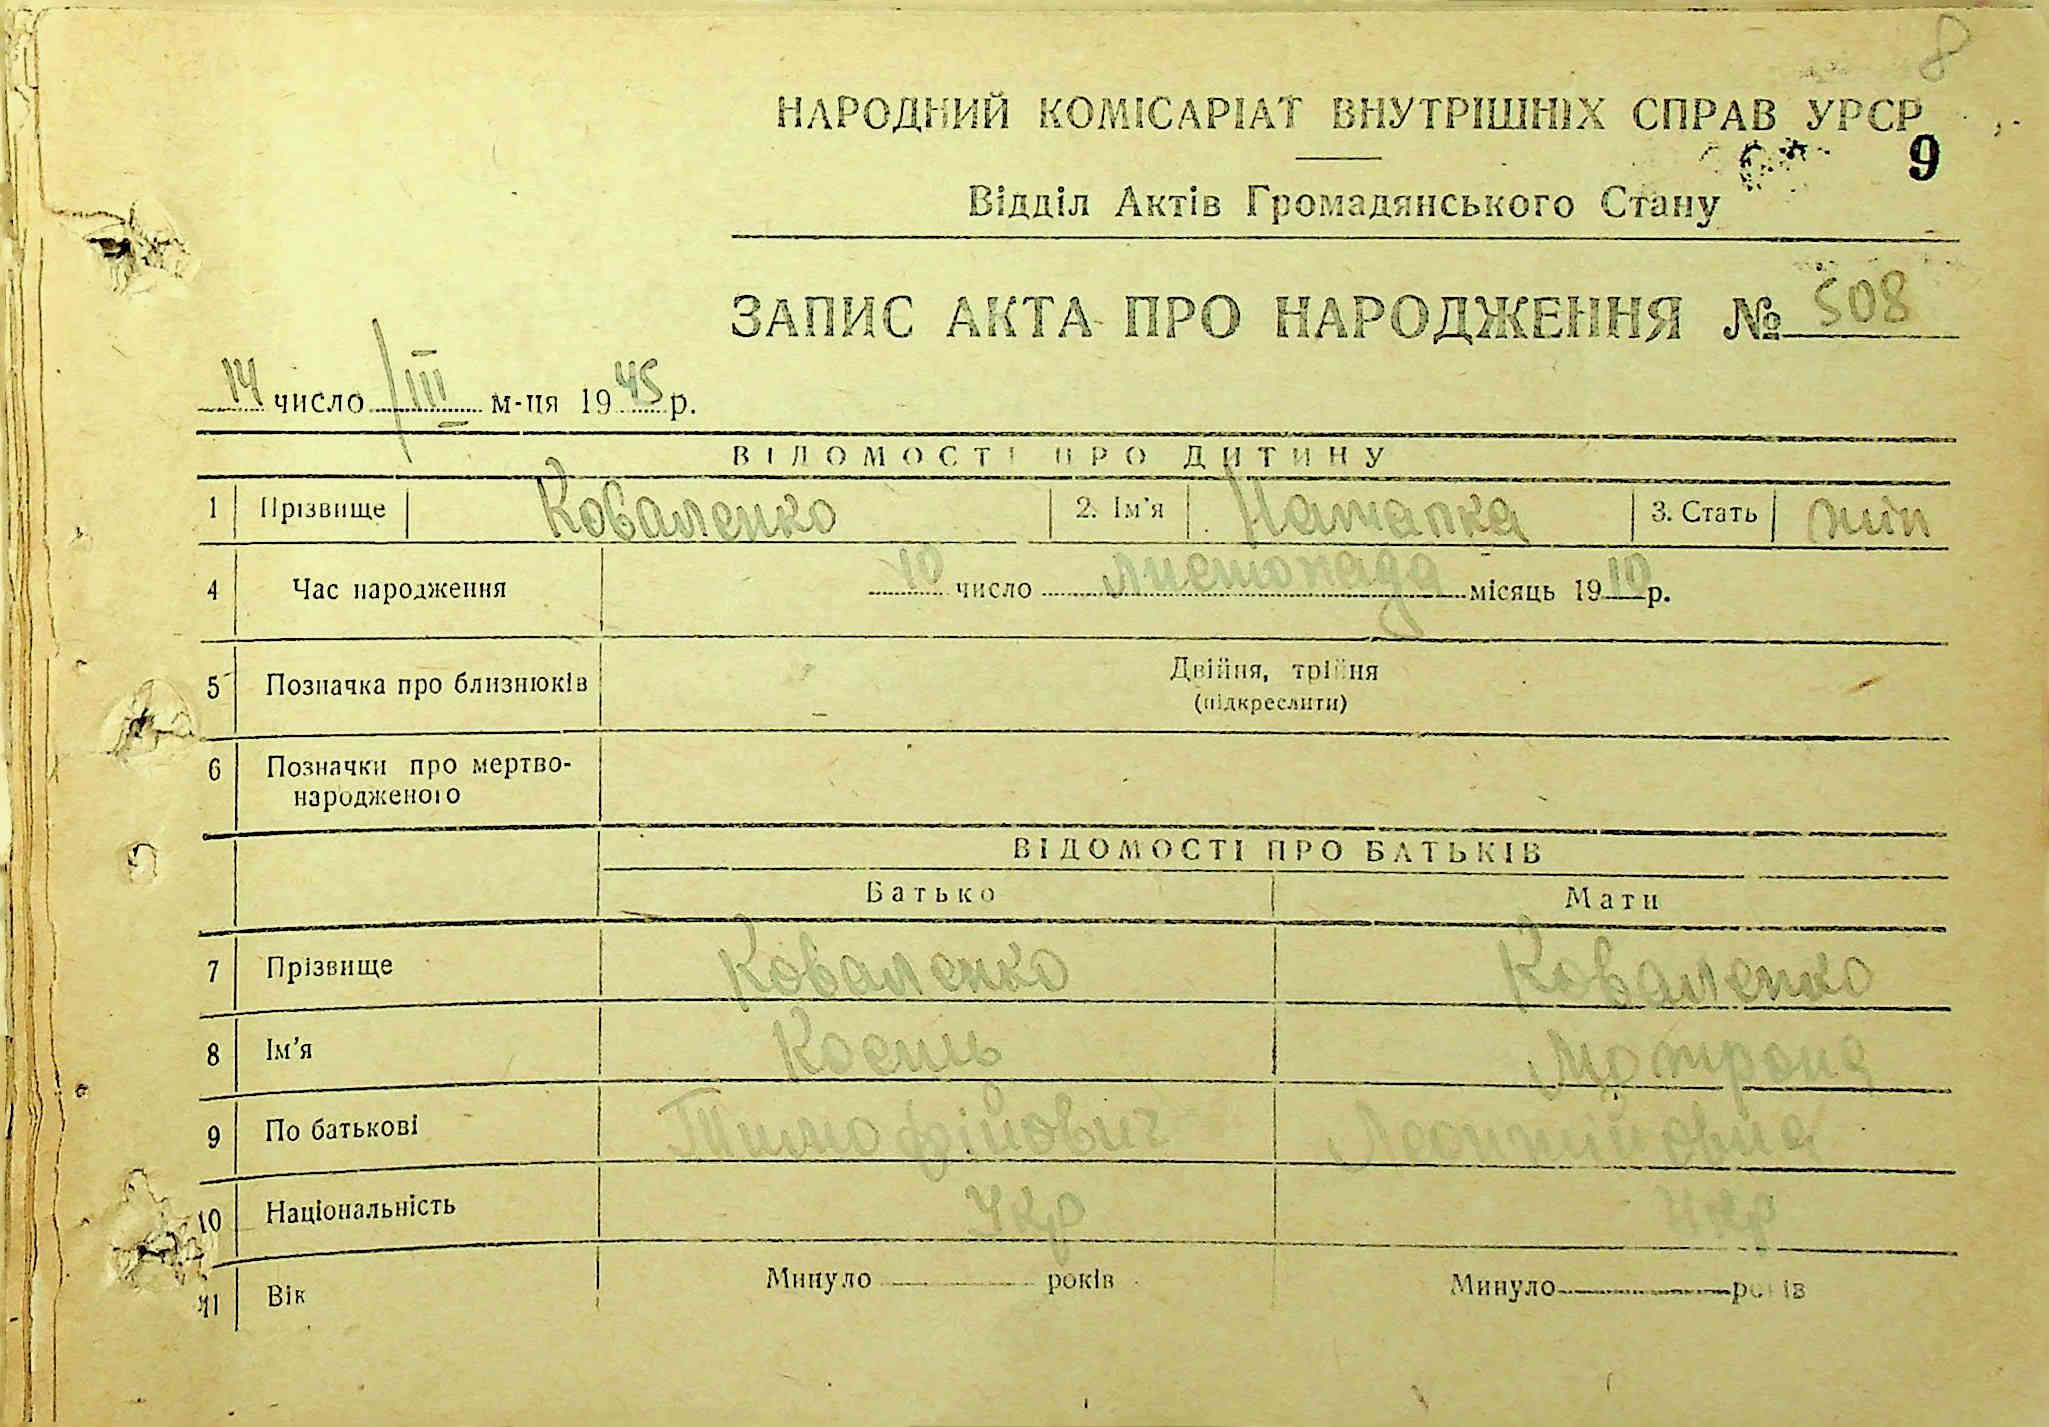 8
НАРОДНИЙ КОМІСАРІАТ ВНУТРІШНІХ СПРАВ УРСР
9
Відділ Актів Громадянського Стану
ЗАПИС АКТА ПРО НАРОДЖЕННЯ № 508
14 число III м-ця 1945 р.
ВІДОМОСТІ ПРО ДИТИНУ
1 Прізвище Коваленко 2. Ім'я Наталка 3. Стать жін
4 Час народження 10 число листопада місяць 1910 р.
5 Позначка про близнюків Двійня, трійня
(підкреслити)
6 Позначки про мертво-
народженого
ВІДОМОСТІ ПРО БАТЬКІВ
Батько Мати
7 Прізвище Коваленко Коваленко
8 Ім'я Кость Мотрона
9 По батькові Тимофійович
10 Національність Укр Укр
11 Вік Минуло років Минуло років